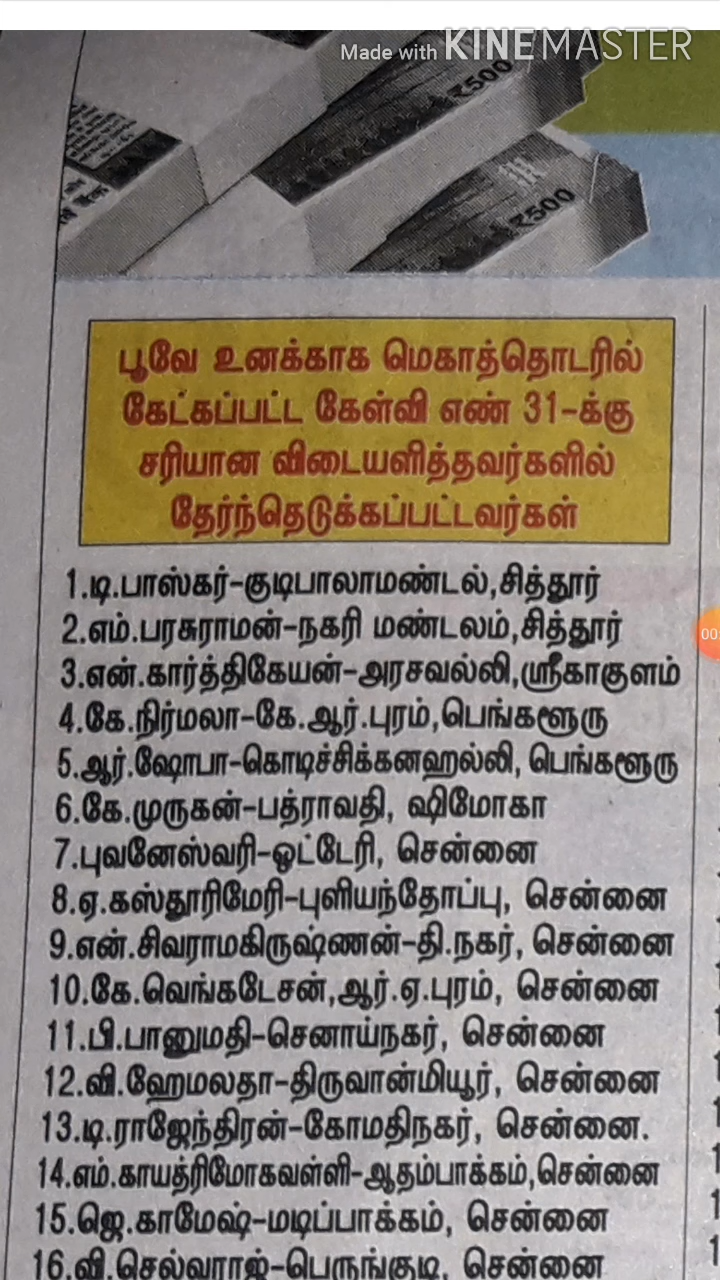 Made with KINEMASTER
₹500
₹500
பூவே உனக்காக மெகாத்தொடரில்
கேட்கப்பட்ட கேள்வி எண் 31-க்கு
சரியான விடையளித்தவர்களில்
தேர்ந்தெடுக்கப்பட்டவர்கள்
1.டி.பாஸ்கர்-குடிபாலாமண்டல்,சித்தூர்
2.எம்.பரசுராமன்-நகரி மண்டலம்,சித்தூர்
3.என்.கார்த்திகேயன்-அரசவல்லி,ஸ்ரீகாகுளம்
4.கே.நிர்மலா-கே.ஆர்.புரம்,பெங்களூரு
5.ஆர்.ஷோபா-கொடிச்சிக்கனஹல்லி, பெங்களூரு
6.கே.முருகன்-பத்ராவதி, ஷிமோகா
7.புவனேஸ்வரி-ஓட்டேரி, சென்னை
8.ஏ.கஸ்தூரிமேரி-புளியந்தோப்பு, சென்னை
9.என்.சிவராமகிருஷ்ணன்-தி.நகர், சென்னை
10.கே.வெங்கடேசன்,ஆர்.ஏ.புரம், சென்னை
11.பி.பானுமதி-செனாய்நகர், சென்னை
12.வி.ஹேமலதா-திருவான்மியூர், சென்னை
13.டி.ராஜேந்திரன்-கோமதிநகர், சென்னை.
14.எம்.காயத்ரிமோகவள்ளி-ஆதம்பாக்கம்,சென்னை
15.ஜெ.காமேஷ்-மடிப்பாக்கம், சென்னை
16.வி.செல்வராஜ்-பெருங்குடி, சென்னை